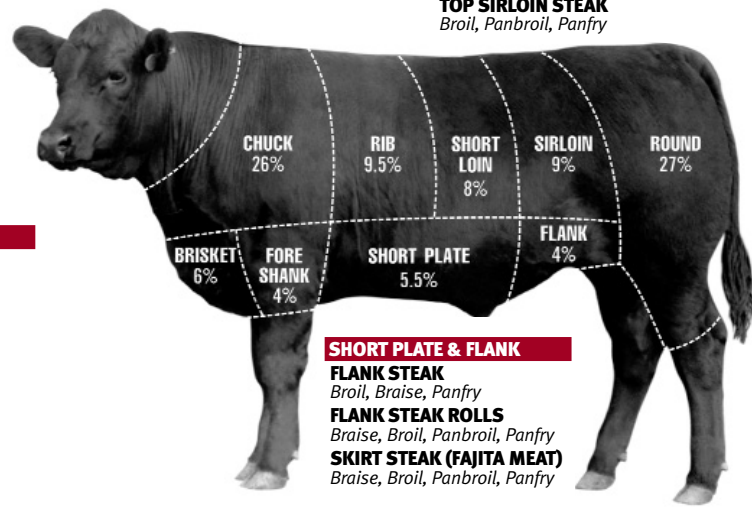 TOP SIRLOIN STEAK
Broil, Panbroil, Panfry
CHUCK
26%
RIB
9.5%
SHORT
LOIN
8%
SIRLOIN
9%
ROUND
27%
BRISKET
6%
FORE
SHANK
4%
SHORT PLATE
5.5%
FLANK
4%
SHORT PLATE & FLANK
FLANK STEAK
Broil, Braise, Panfry
FLANK STEAK ROLLS
Braise, Broil, Panbroil, Panfry
SKIRT STEAK (FAJITA MEAT)
Braise, Broil, Panbroil, Panfry